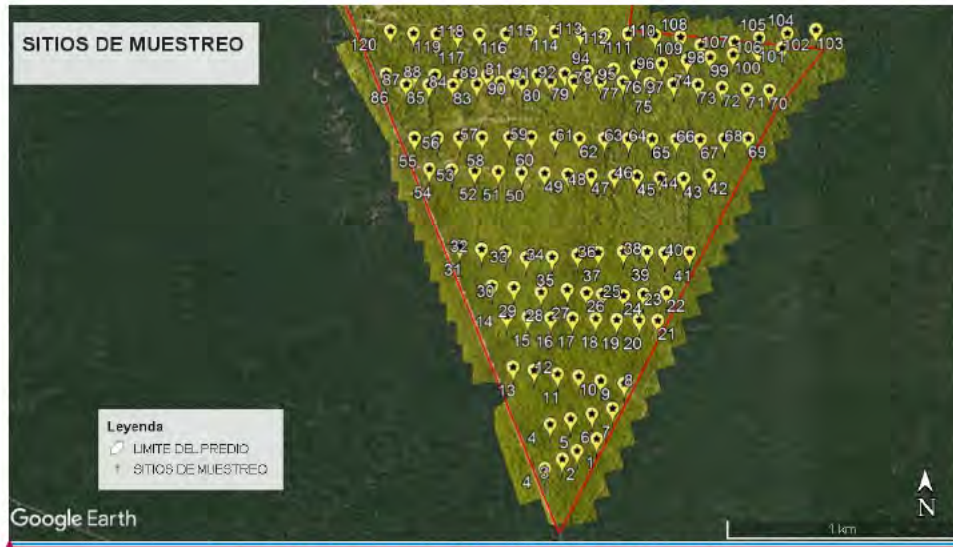 SITIOS DE MUESTREO
120 119 118 117 116 115 114 113 112 111 110 109 108 107 106 105 104 102 103
101 100 99 98
94 95
86 87 88 85 84 89 83 81 90 91 80 92 79 78 77 76 97 75 74 73 72 71 70
55 56 57 58 59 60 61 62 63 64 65 66 67 68 69
54 53 52 51 50 49 48 47 46 45 44 43 42
31 32 33 34 35 36 37 38 39 40 41
30 29 28 27 26 25 24 23 22
14 15 16 17 18 19 20 21
13 12 11 10 9 8
4 5 6 7
4 3 2 1
Leyenda
LIMITE DEL PREDIO
SITIOS DE MUESTREO
Google Earth
1 km
N